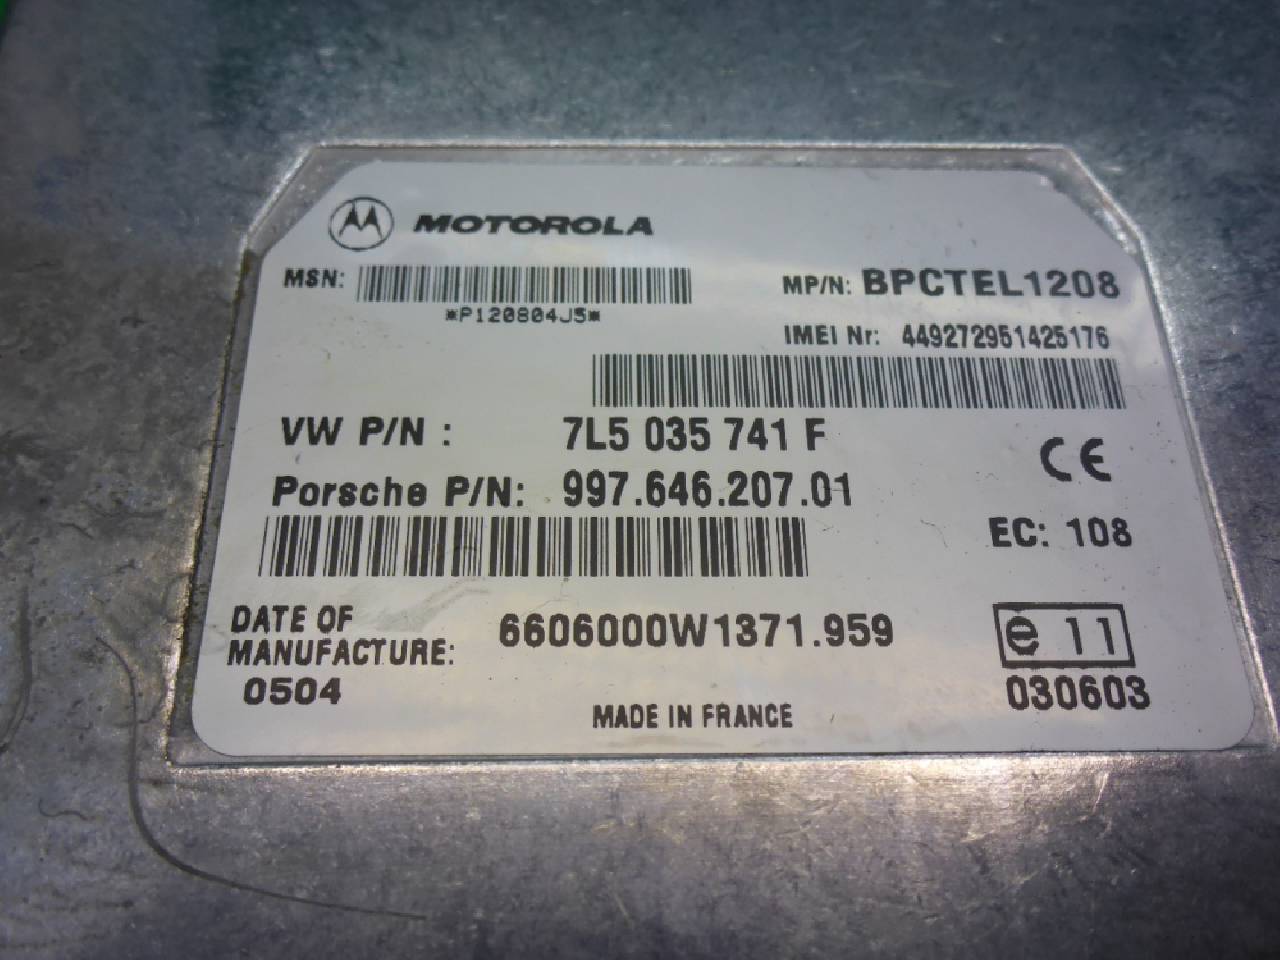 MOTOROLA
MSN:
*P120804J5*
MP/N: BPCTEL1208
IMEI Nr: 449272951425176
VW P/N : 7L5 035 741 F
Porsche P/N: 997.646.207.01
CE
EC: 108
DATE OF
MANUFACTURE:
0504
6606000W1371.959
e 11
030603
MADE IN FRANCE